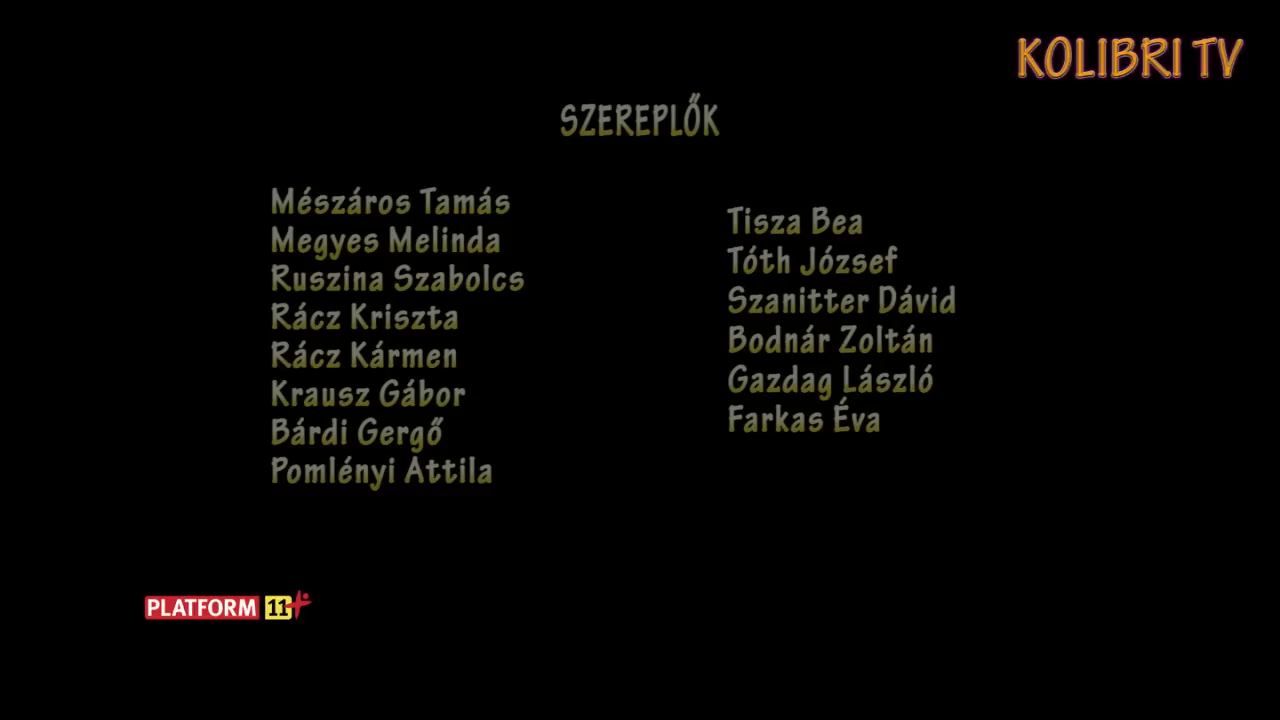 KOLIBRI TV
SZEREPLŐK
Mészáros Tamás
Megyes Melinda
Ruszina Szabolcs
Rácz Kriszta
Rácz Kármen
Krausz Gábor
Bárdi Gergő
Pomlényi Attila
Tisza Bea
Tóth József
Szanitter Dávid
Bodnár Zoltán
Gazdag László
Farkas Éva
PLATFORM 11+